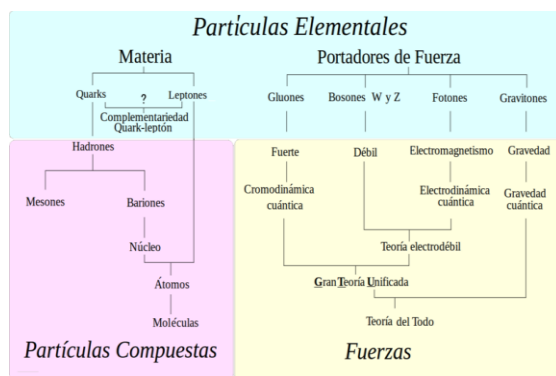 Partículas Elementales
Materia
Portadores de Fuerza
Quarks
?
Leptones
Complementariedad
Quark-leptón
Gluones
Bosones W y Z
Fotones
Gravitones
Hadrones
Mesones
Bariones
Núcleo
Átomos
Moléculas
Partículas Compuestas
Fuerte
Débil
Electromagnetismo
Gravedad
Cromodinámica
cuántica
Electrodinámica
cuántica
Gravedad
cuántica
Teoría electrodébil
Gran Teoría Unificada
Teoría del Todo
Fuerzas